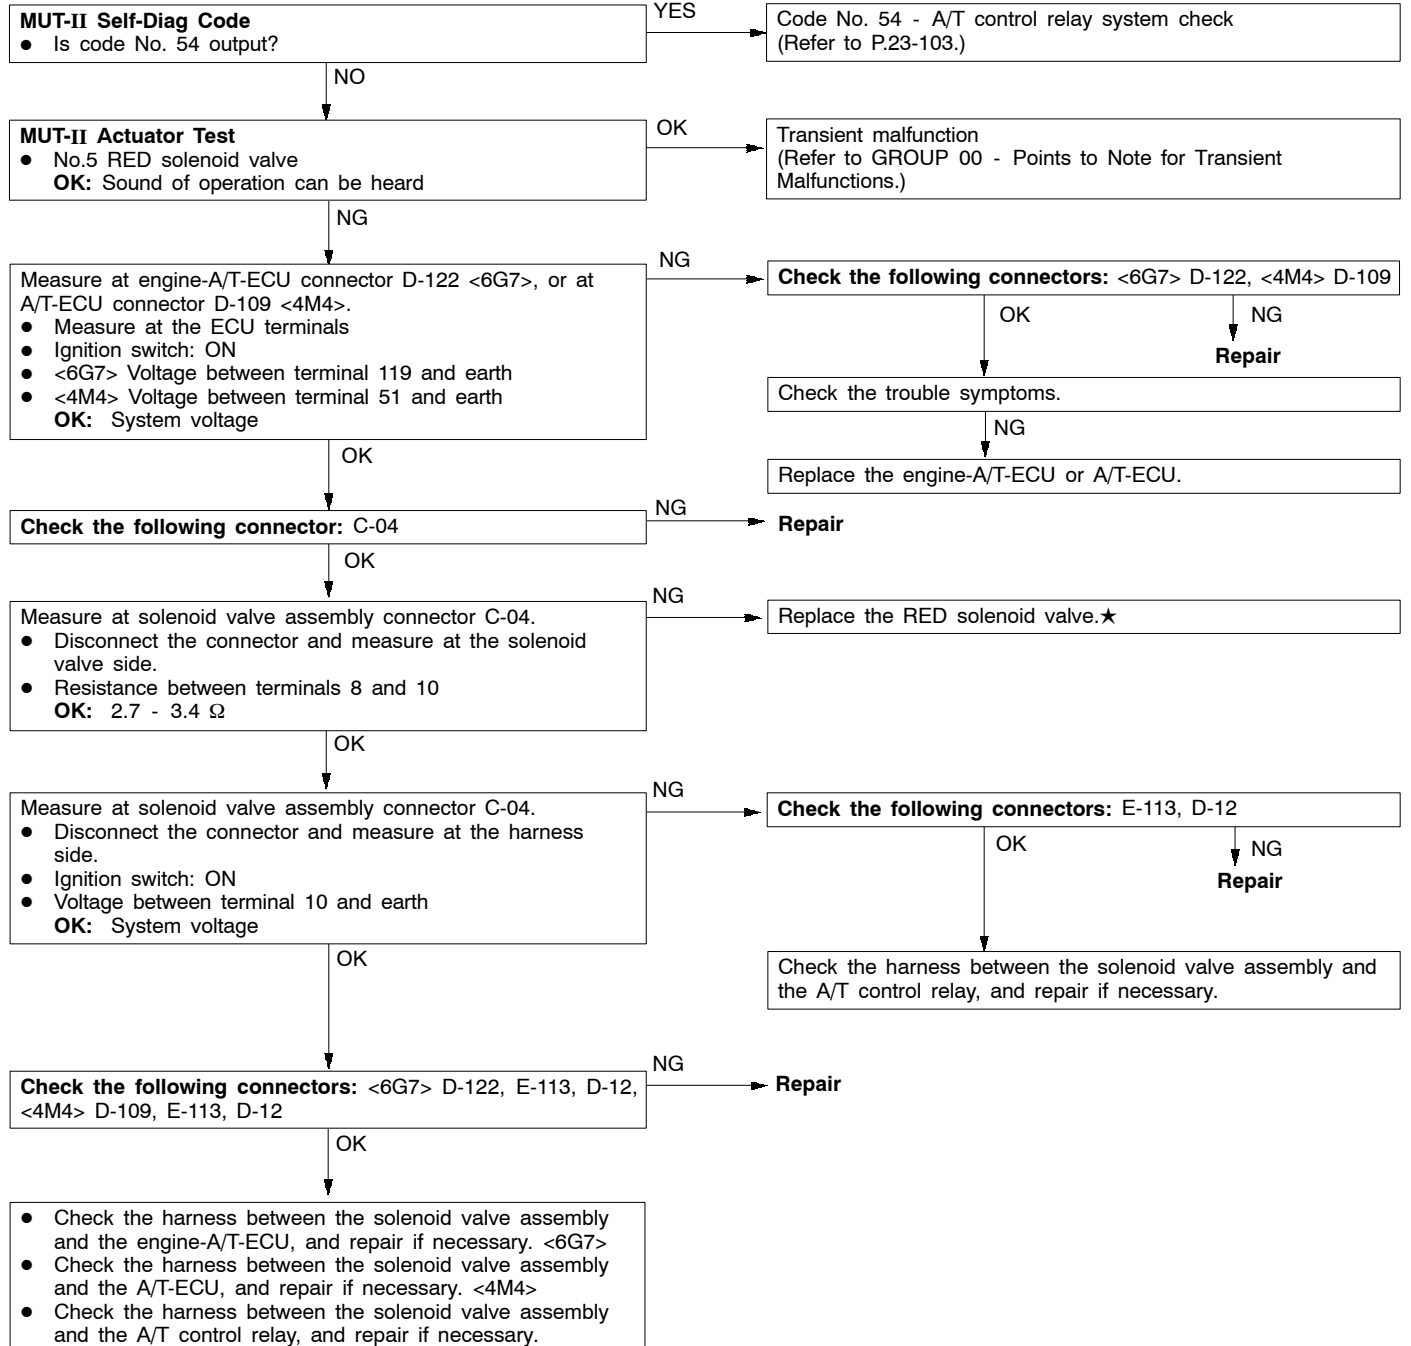 MUT-II Self-Diag Code
● Is code No. 54 output?
YES
Code No. 54 - A/T control relay system check
(Refer to P.23-103.)
NO
MUT-II Actuator Test
● No.5 RED solenoid valve
OK: Sound of operation can be heard
OK
Transient malfunction
(Refer to GROUP 00 - Points to Note for Transient
Malfunctions.)
NG
Measure at engine-A/T-ECU connector D-122 <6G7>, or at
A/T-ECU connector D-109 <4M4>.
● Measure at the ECU terminals
● Ignition switch: ON
● <6G7> Voltage between terminal 119 and earth
● <4M4> Voltage between terminal 51 and earth
OK: System voltage
NG
Check the following connectors: <6G7> D-122, <4M4> D-109
OK
NG
Repair
Check the trouble symptoms.
NG
Replace the engine-A/T-ECU or A/T-ECU.
OK
Check the following connector: C-04
NG
Repair
OK
Measure at solenoid valve assembly connector C-04.
● Disconnect the connector and measure at the solenoid
valve side.
● Resistance between terminals 8 and 10
OK: 2.7 - 3.4 Ω
NG
Replace the RED solenoid valve.★
OK
Measure at solenoid valve assembly connector C-04.
● Disconnect the connector and measure at the harness
side.
● Ignition switch: ON
● Voltage between terminal 10 and earth
OK: System voltage
NG
Check the following connectors: E-113, D-12
OK
NG
Repair
Check the harness between the solenoid valve assembly and
the A/T control relay, and repair if necessary.
OK
Check the following connectors: <6G7> D-122, E-113, D-12,
<4M4> D-109, E-113, D-12
NG
Repair
OK
● Check the harness between the solenoid valve assembly
and the engine-A/T-ECU, and repair if necessary. <6G7>
● Check the harness between the solenoid valve assembly
and the A/T-ECU, and repair if necessary. <4M4>
● Check the harness between the solenoid valve assembly
and the A/T control relay, and repair if necessary.